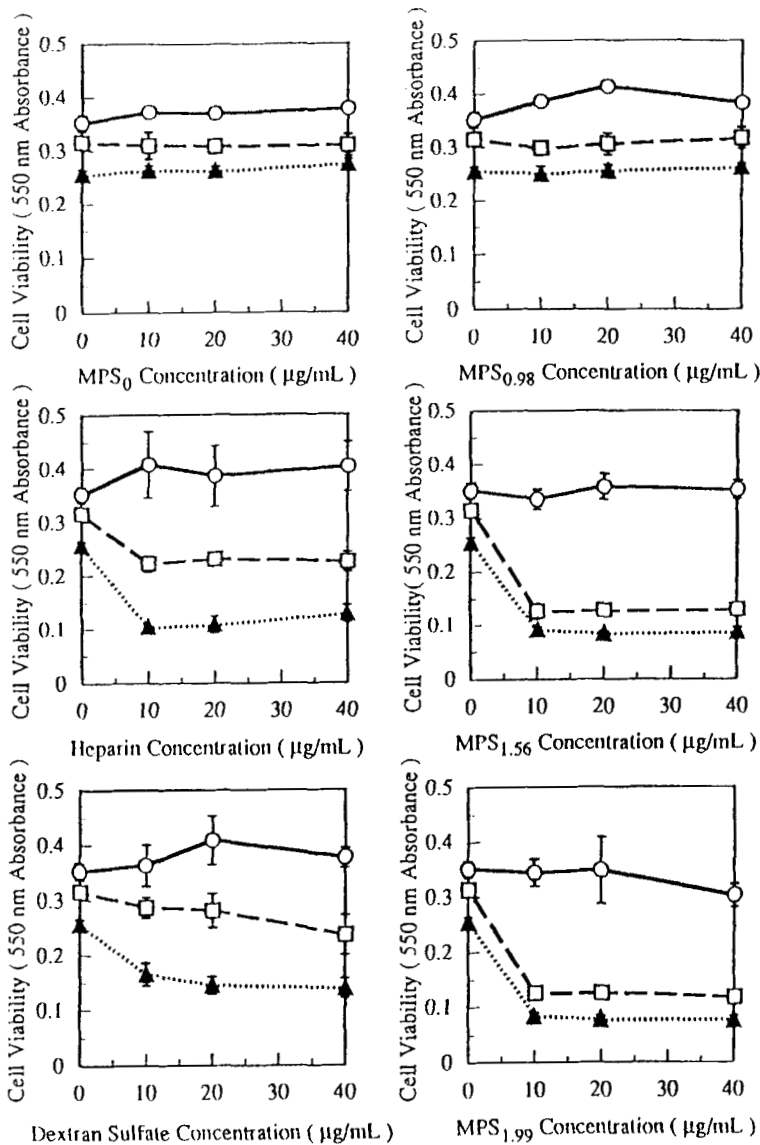 Cell Viability ( 550 nm Absorbance )
0.5
0.4
0.3
0.2
0.1
0
0 10 20 30 40
MPS0 Concentration ( μg/mL )
Cell Viability ( 550 nm Absorbance )
0.5
0.4
0.3
0.2
0.1
0
0 10 20 30 40
MPS0.98 Concentration ( μg/mL )
Cell Viability ( 550 nm Absorbance )
0.5
0.4
0.3
0.2
0.1
0
0 10 20 30 40
Heparin Concentration ( μg/mL )
Cell Viability( 550 nm Absorbance )
0.5
0.4
0.3
0.2
0.1
0
0 10 20 30 40
MPS1.56 Concentration ( μg/mL )
Cell Viability ( 550 nm Absorbance )
0.5
0.4
0.3
0.2
0.1
0
0 10 20 30 40
Dextran Sulfate Concentration ( μg/mL )
Cell Viability ( 550 nm Absorbance )
0.5
0.4
0.3
0.2
0.1
0
0 10 20 30 40
MPS1.99 Concentration ( μg/mL )